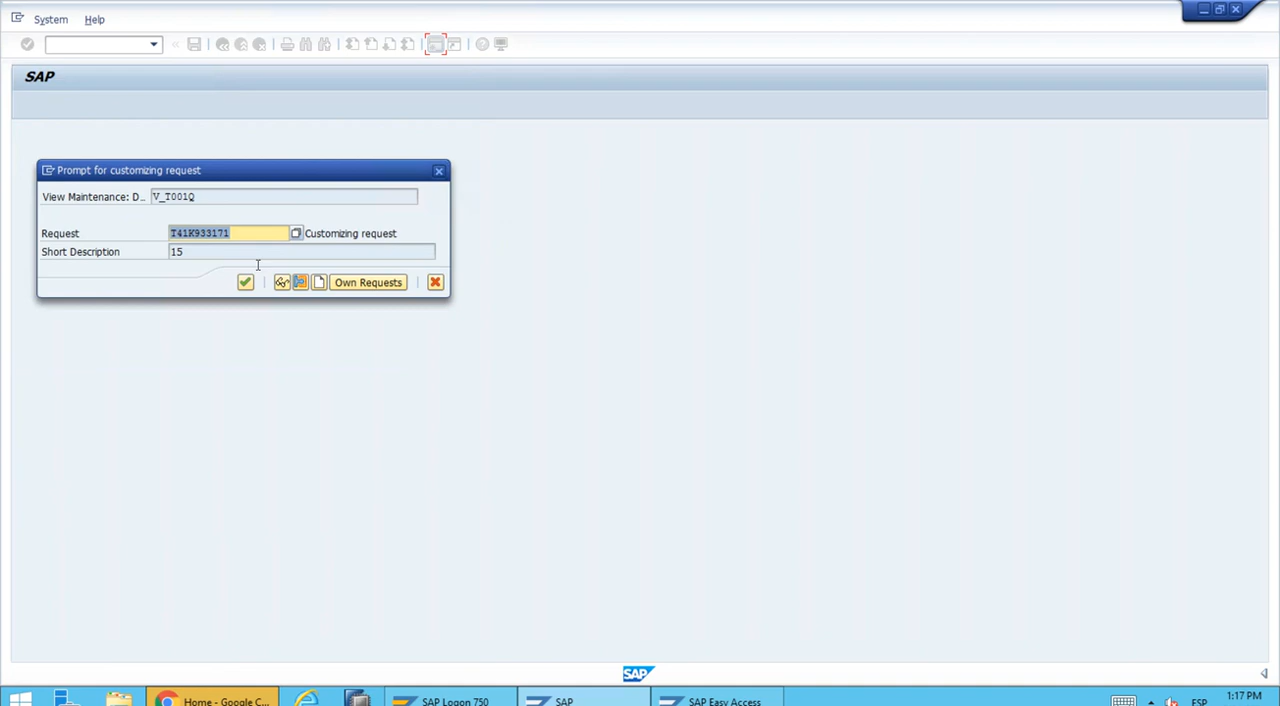 System Help
SAP
Prompt for customizing request
View Maintenance: D.. V_T001Q
Request T41K933171 Customizing request
Short Description 15
Own Requests
SAP
Home - Google C... SAP Logon 750 SAP SAP Easy Access ESP 1:17 PM